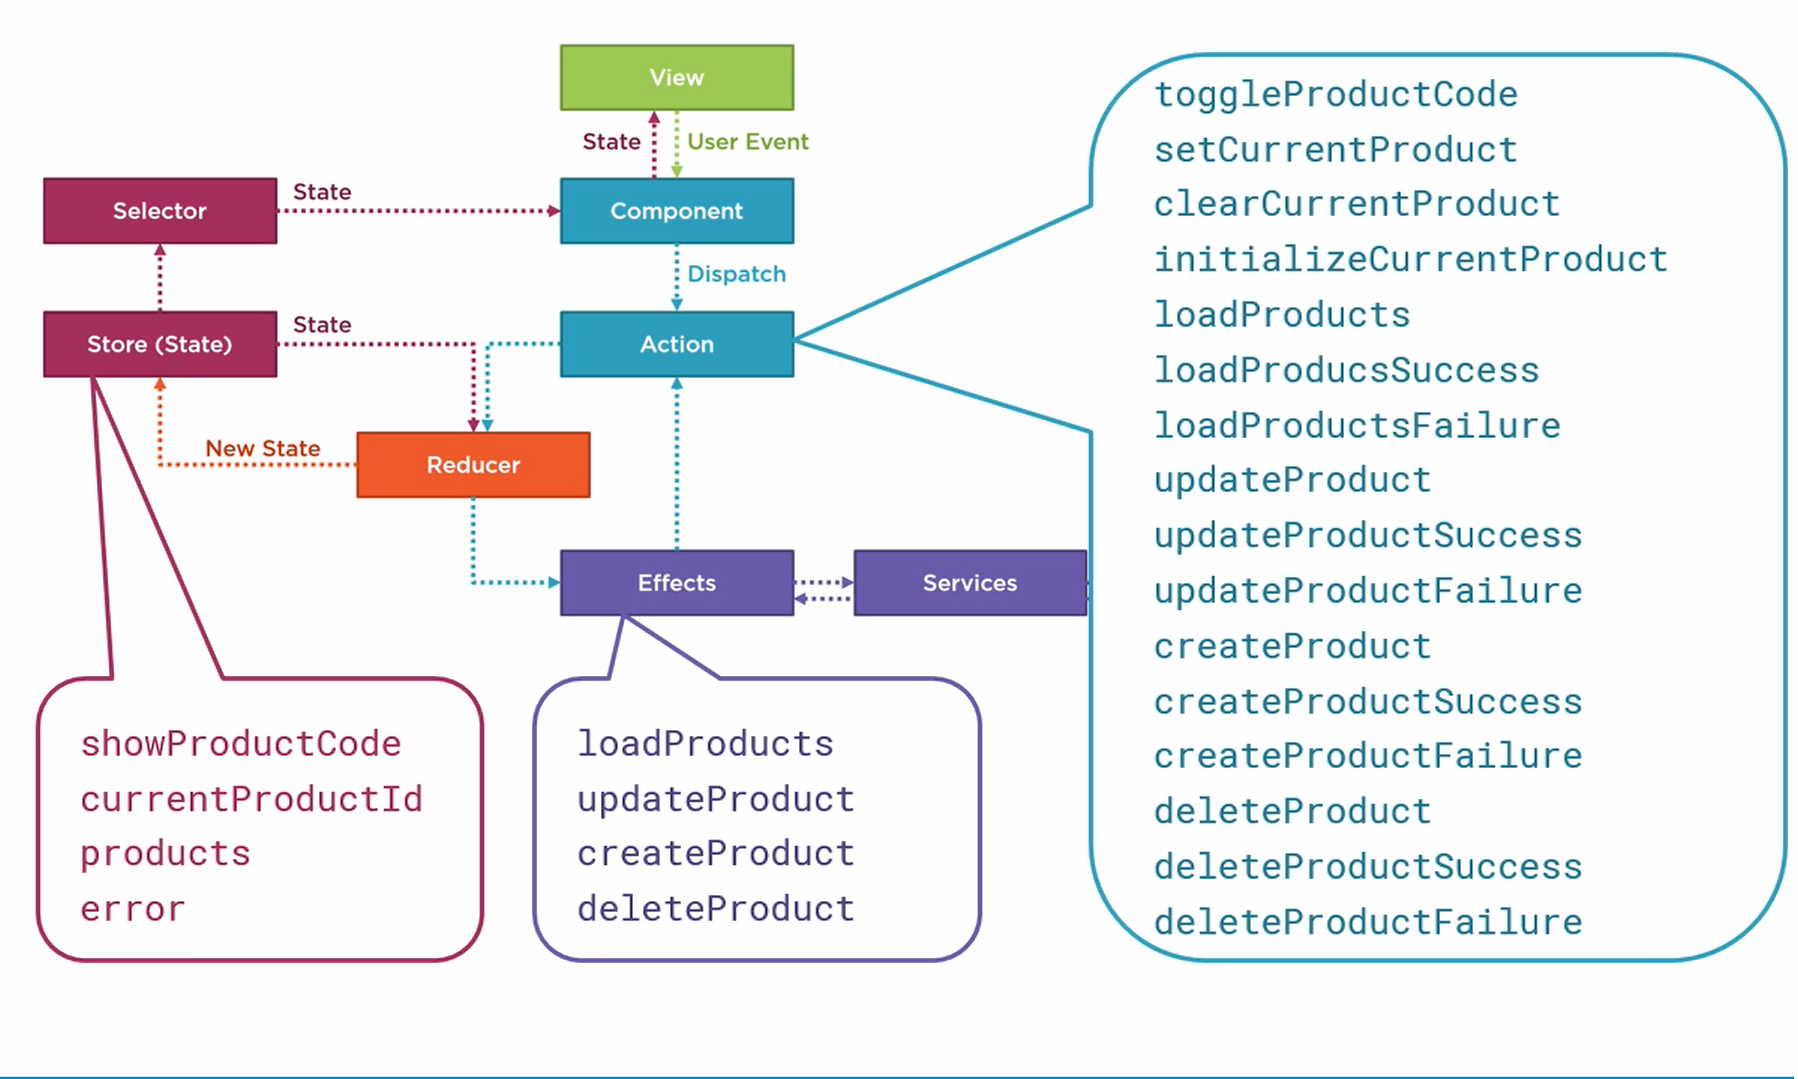 View
State
User Event
Selector
State
Component
Dispatch
Store (State)
State
Action
New State
Reducer
Effects
Services
showProductCode
currentProductId
products
error
loadProducts
updateProduct
createProduct
deleteProduct
toggleProductCode
setCurrentProduct
clearCurrentProduct
initializeCurrentProduct
loadProducts
loadProducsSuccess
loadProductsFailure
updateProduct
updateProductSuccess
updateProductFailure
createProduct
createProductSuccess
createProductFailure
deleteProduct
deleteProductSuccess
deleteProductFailure